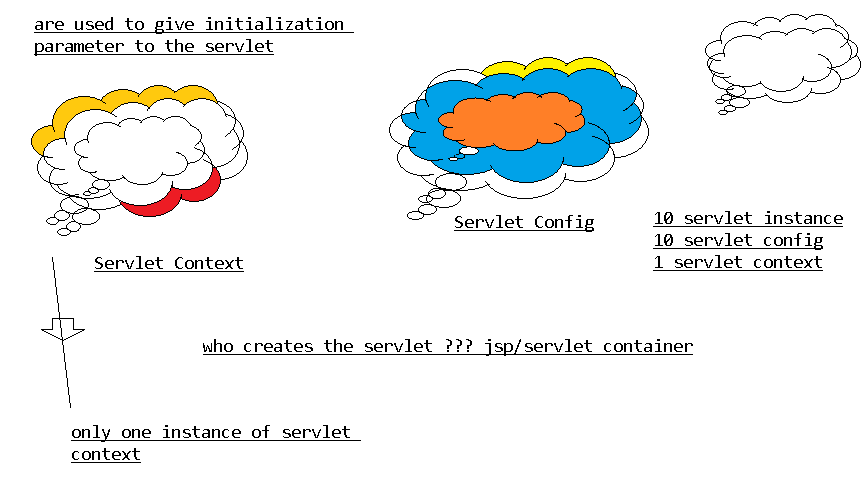 are used to give initialization
parameter to the servlet
Servlet Config
10 servlet instance
10 servlet config
1 servlet context
Servlet Context
who creates the servlet ??? jsp/servlet container
only one instance of servlet
context